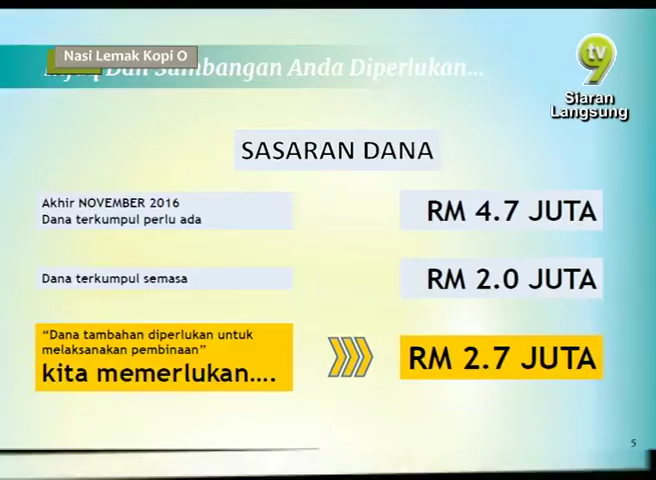 Nasi Lemak Kopi O
Dan Sumbangan Anda Diperlukan...
tv
9
Siaran
Langsung
SASARAN DANA
Akhir NOVEMBER 2016
Dana terkumpul perlu ada
RM 4.7 JUTA
Dana terkumpul semasa
RM 2.0 JUTA
“Dana tambahan diperlukan untuk
melaksanakan pembinaan”
kita memerlukan....
RM 2.7 JUTA
5